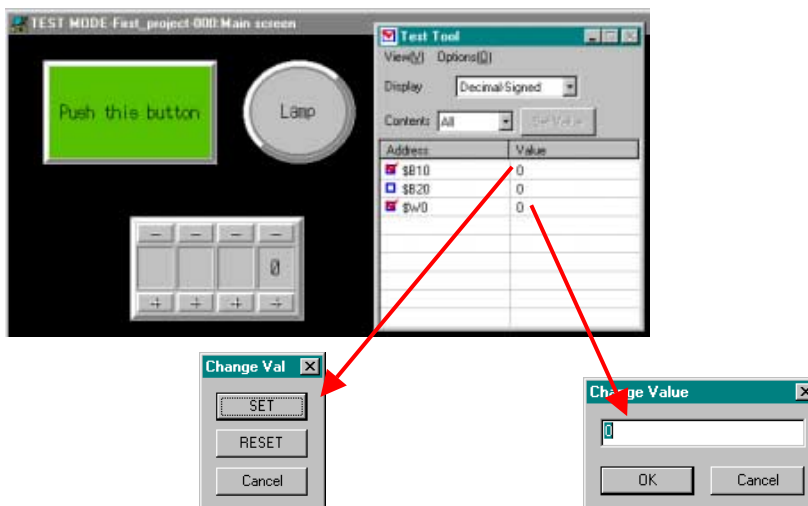 TEST MODE-First_project-000:Main screen
Push this button
Lamp
0
Test Tool
View(V) Options(O)
Display Decimal-Signed
Contents All Set Value
Address Value
$B10 0
$B20 0
$W0 0
Change Val
SET
RESET
Cancel
Change Value
0
OK Cancel